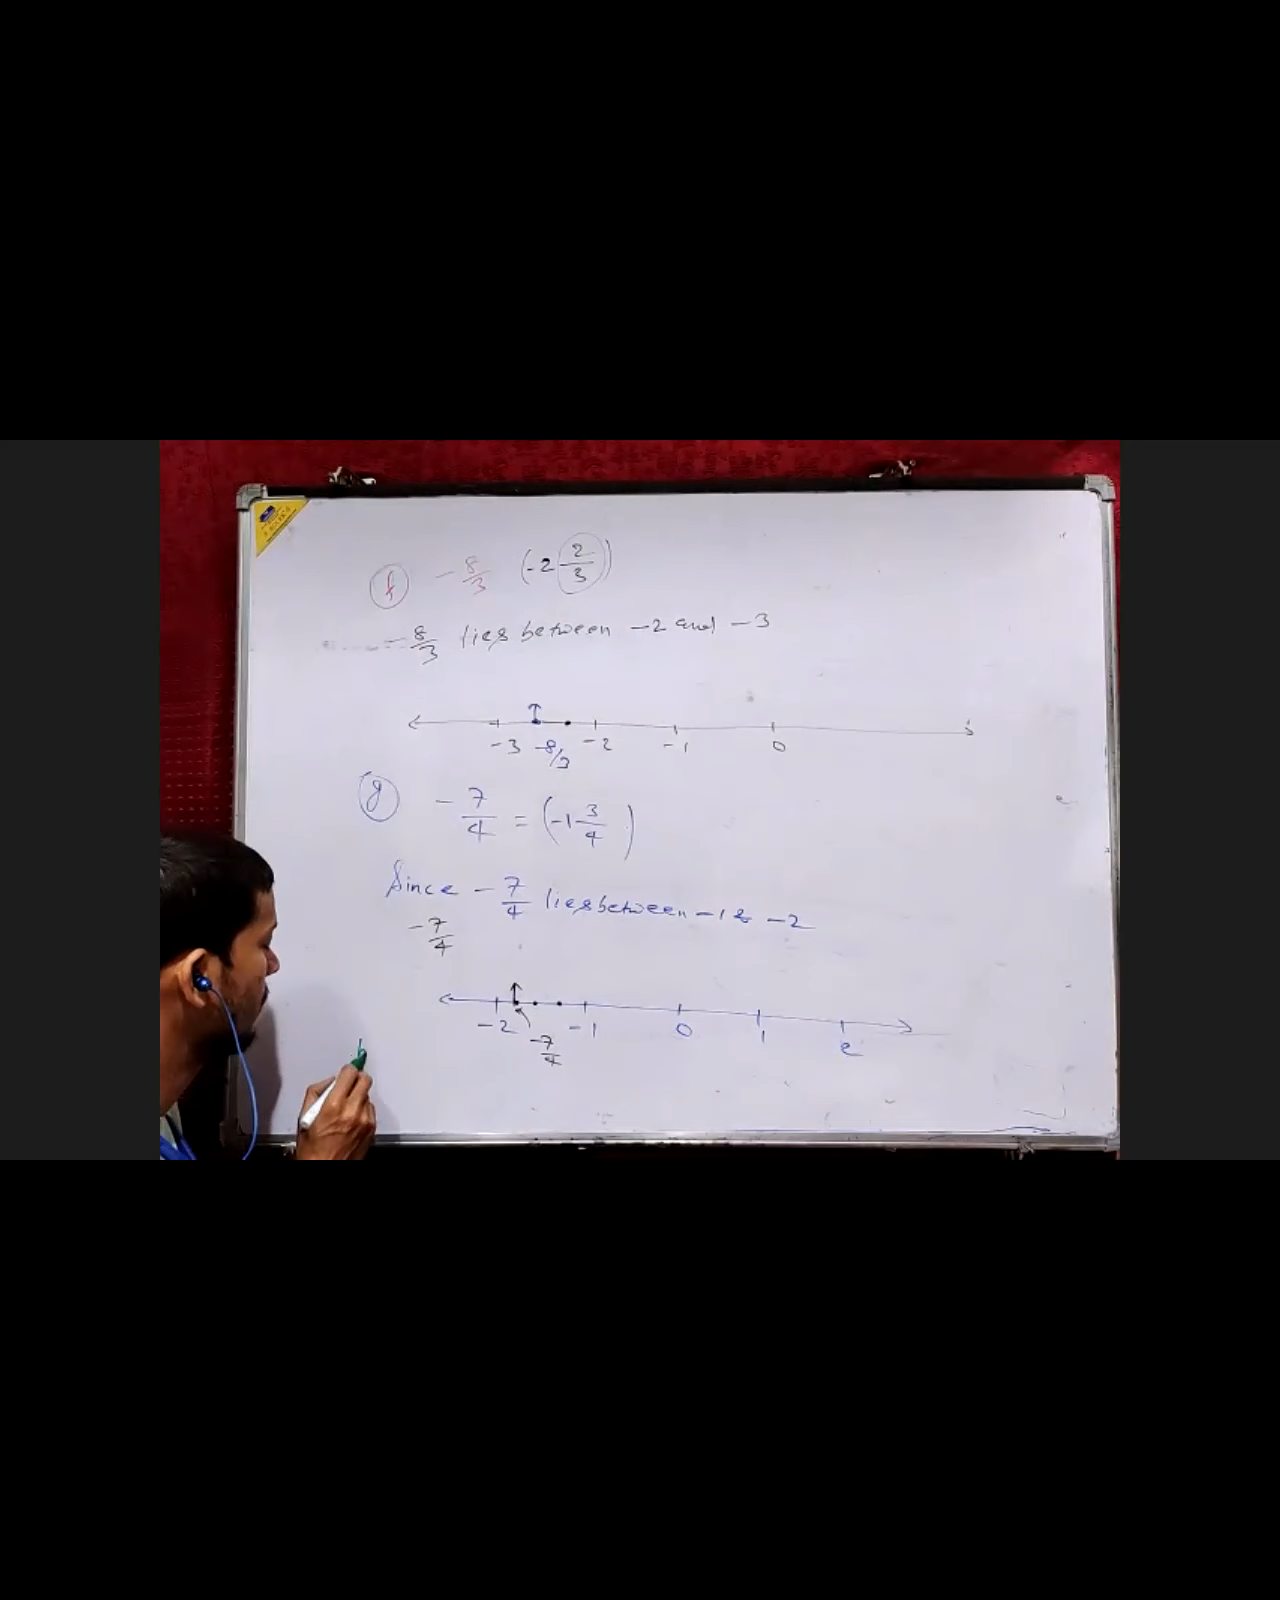 f -8/3 (-2 2/3)
-8/3 lies between -2 and -3
-3 -8/3 -2 -1 0
g -7/4 = (-1 3/4)
Since -7/4 lies between -1 & -2
-7/4
-2 -1 0 1 2
-7/4